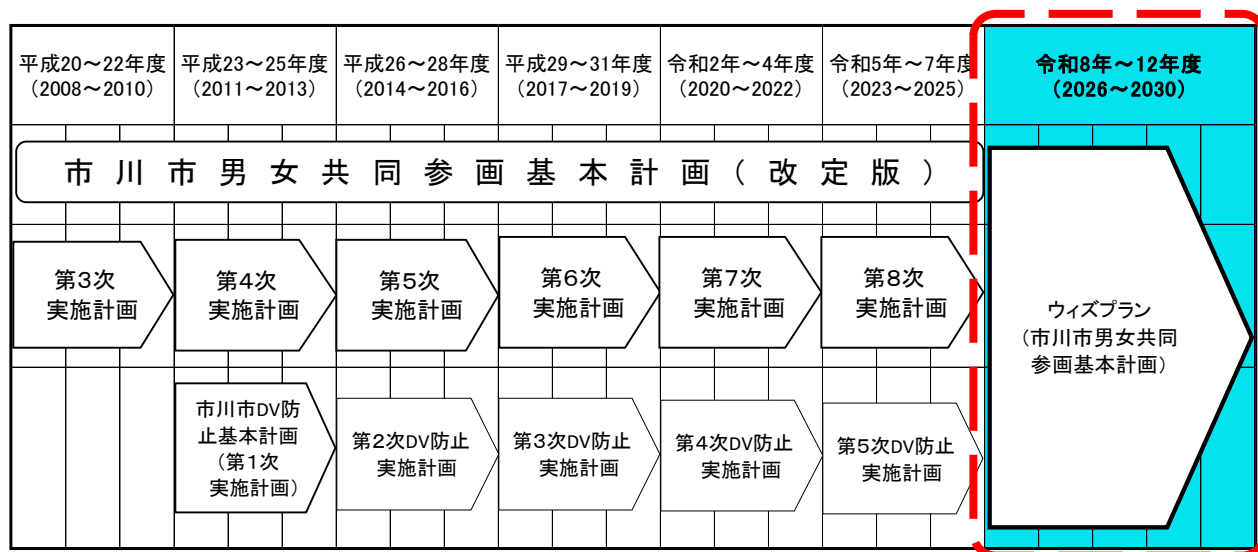 平成20～22年度
（2008～2010）
平成23～25年度
（2011～2013）
平成26～28年度
（2014～2016）
平成29～31年度
（2017～2019）
令和2年～4年度
（2020～2022）
令和5年～7年度
（2023～2025）
令和8年～12年度
（2026～2030）
市川市男女共同参画基本計画（改定版）
第3次
実施計画
第4次
実施計画
第5次
実施計画
第6次
実施計画
第7次
実施計画
第8次
実施計画
ウィズプラン
（市川市男女共同
参画基本計画）
市川市DV防
止基本計画
（第1次
実施計画）
第2次DV防止
実施計画
第3次DV防止
実施計画
第4次DV防止
実施計画
第5次DV防止
実施計画